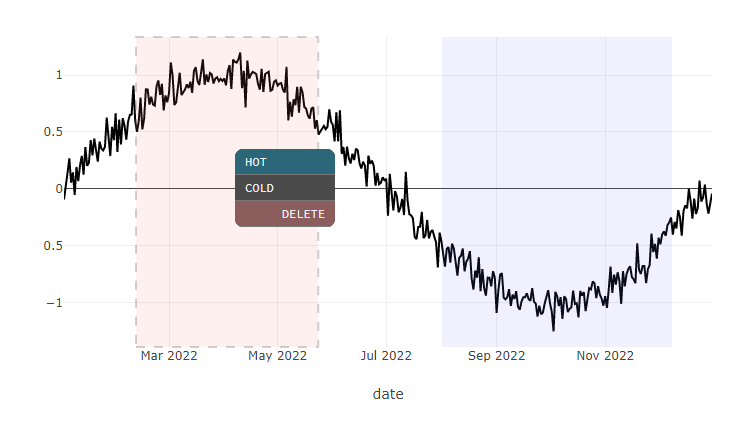 1
0.5
0
0.5
−1
HOT
COLD
DELETE
Mar 2022
May 2022
Jul 2022
Sep 2022
Nov 2022
date